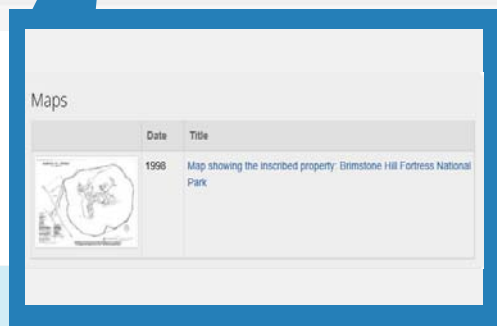 Maps
Date Title
1998 Map showing the inscribed property: Brimstone Hill Fortress National
Park